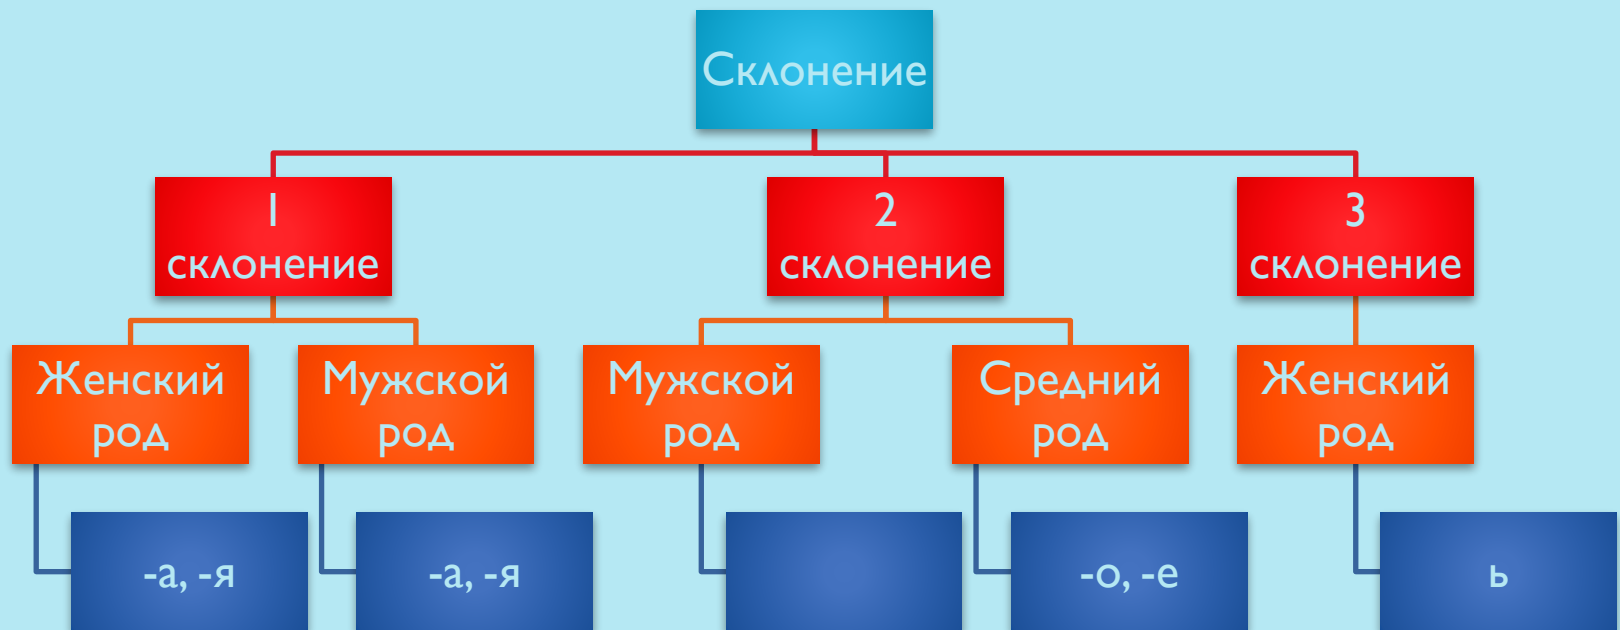 Склонение
1
склонение
2
склонение
3
склонение
Женский
род
Мужской
род
Мужской
род
Средний
род
Женский
род
-а, -я
-а, -я
-о, -е
ь